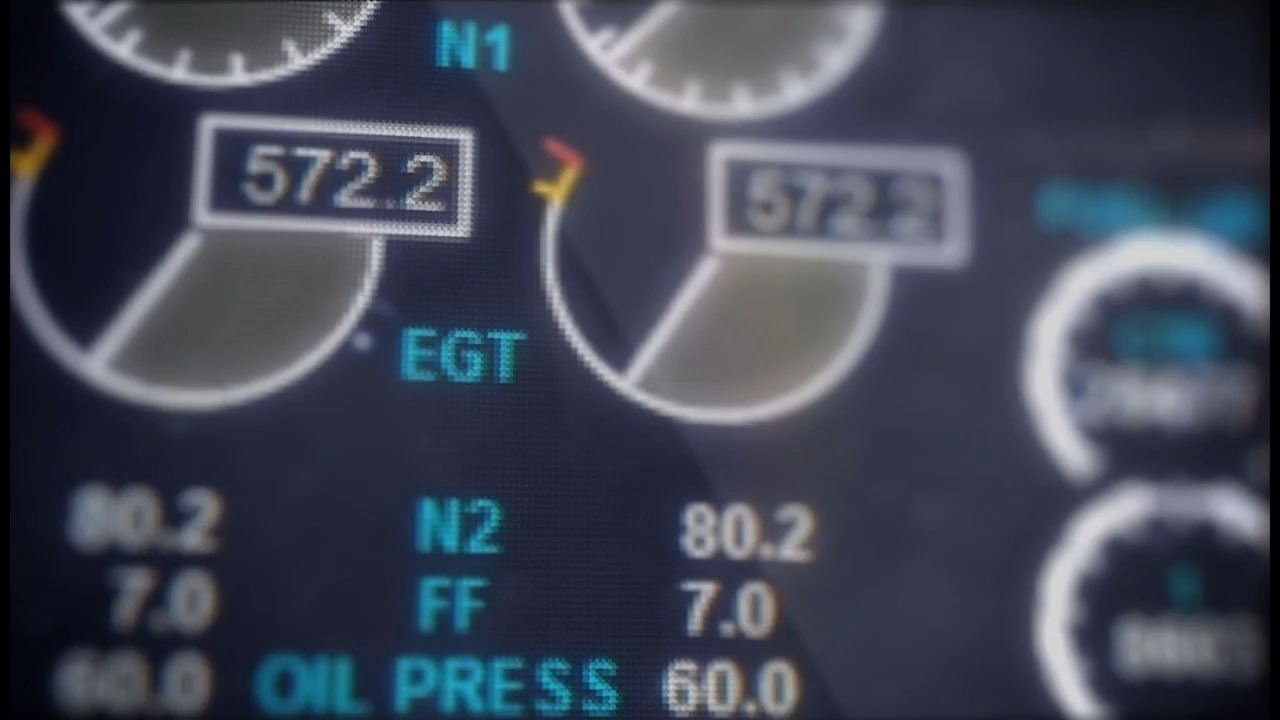 N1
572.2 572.2
EGT
80.2 N2 80.2
7.0 FF 7.0
60.0 OIL PRESS 60.0